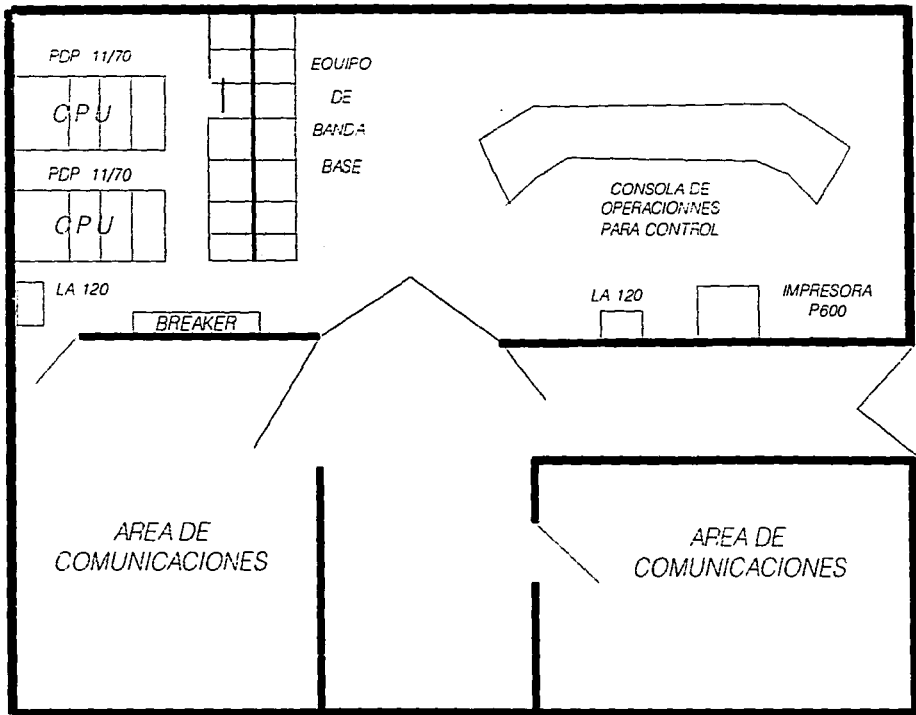 PDP 11/70
CPU
PDP 11/70
CPU
LA 120
BREAKER
EQUIPO
DE
BANDA
BASE
CONSOLA DE
OPERACIONNES
PARA CONTROL
LA 120
IMPRESORA
P600
AREA DE
COMUNICACIONES
AREA DE
COMUNICACIONES